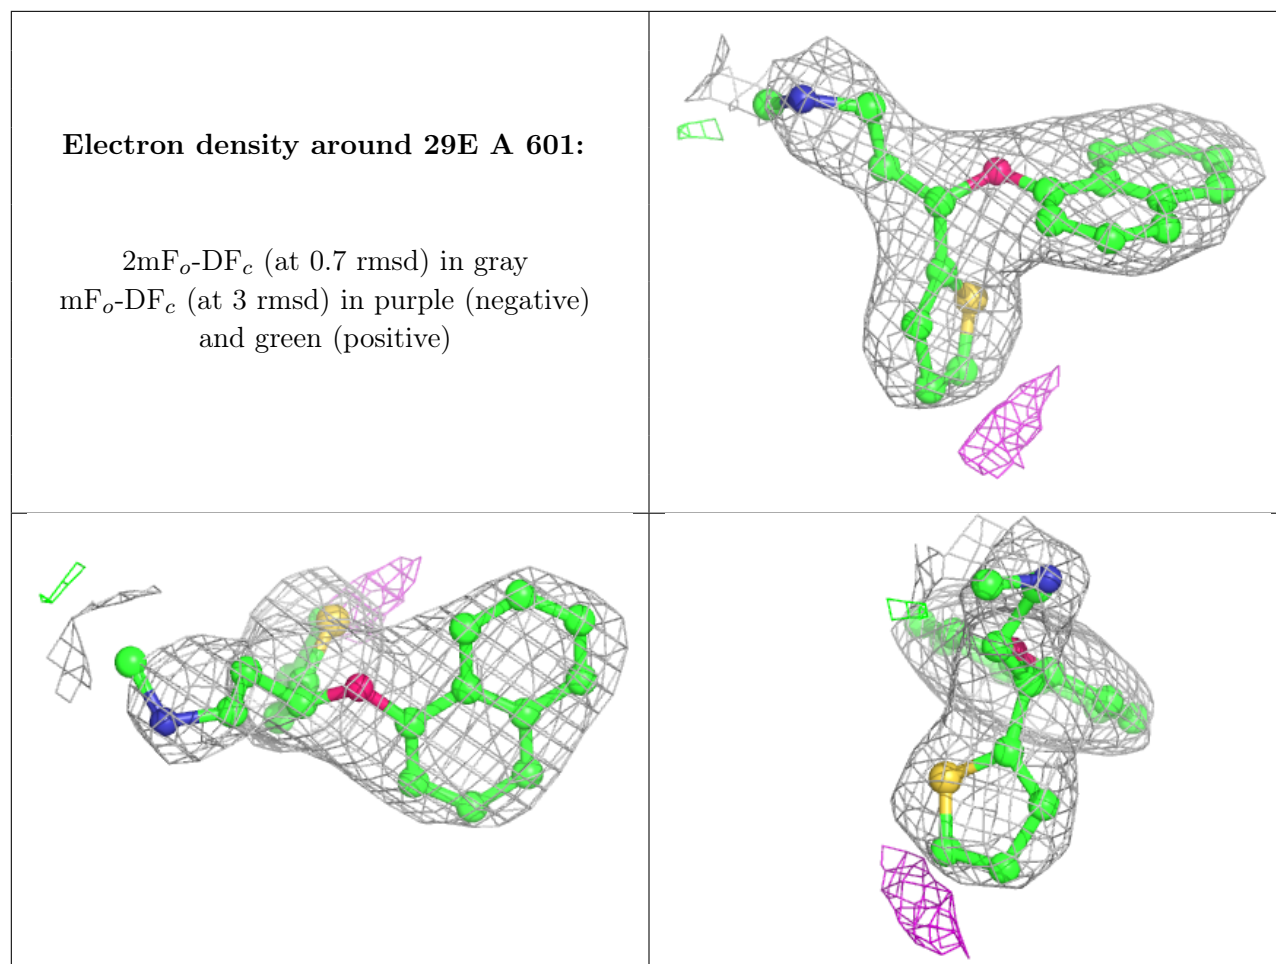 Electron density around 29E A 601:
2mFo-DFc (at 0.7 rmsd) in gray
mFo-DFc (at 3 rmsd) in purple (negative)
and green (positive)